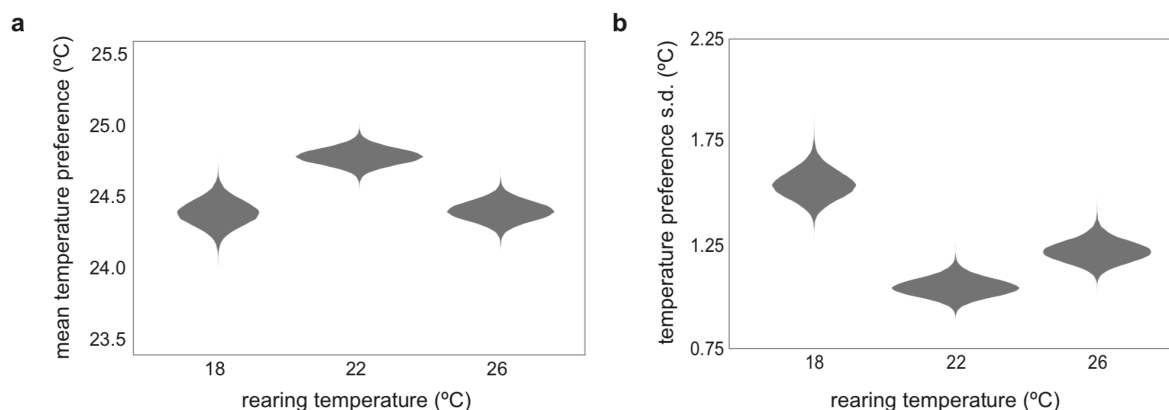 a
mean temperature preference (ºC)
25.5
25.0
24.5
24.0
23.5
18 22 26
rearing temperature (ºC)
b
temperature preference s.d. (ºC)
2.25
1.75
1.25
0.75
18 22 26
rearing temperature (ºC)